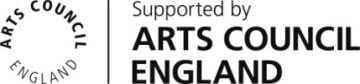 ARTS COUNCIL
ENGLAND
Supported by
ARTS COUNCIL
ENGLAND